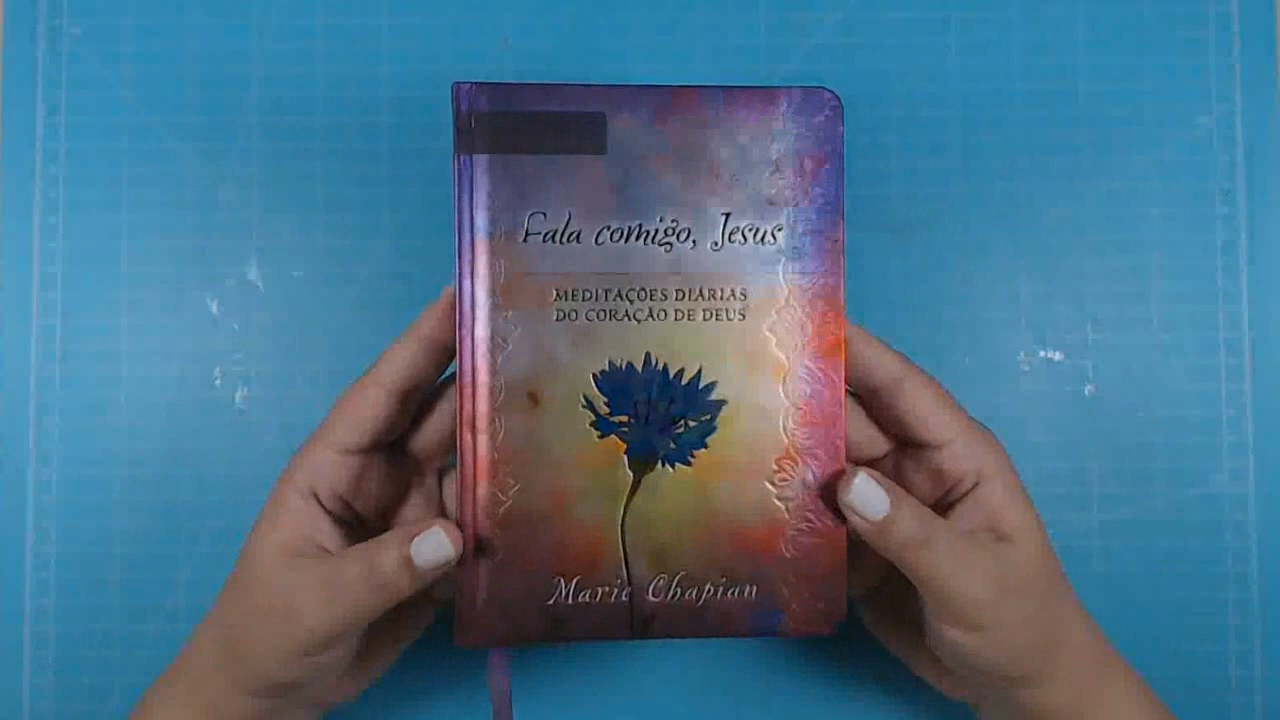 Fala comigo, Jesus
MEDITAÇÕES DIÁRIAS
DO CORAÇÃO DE DEUS
Marie Chapian